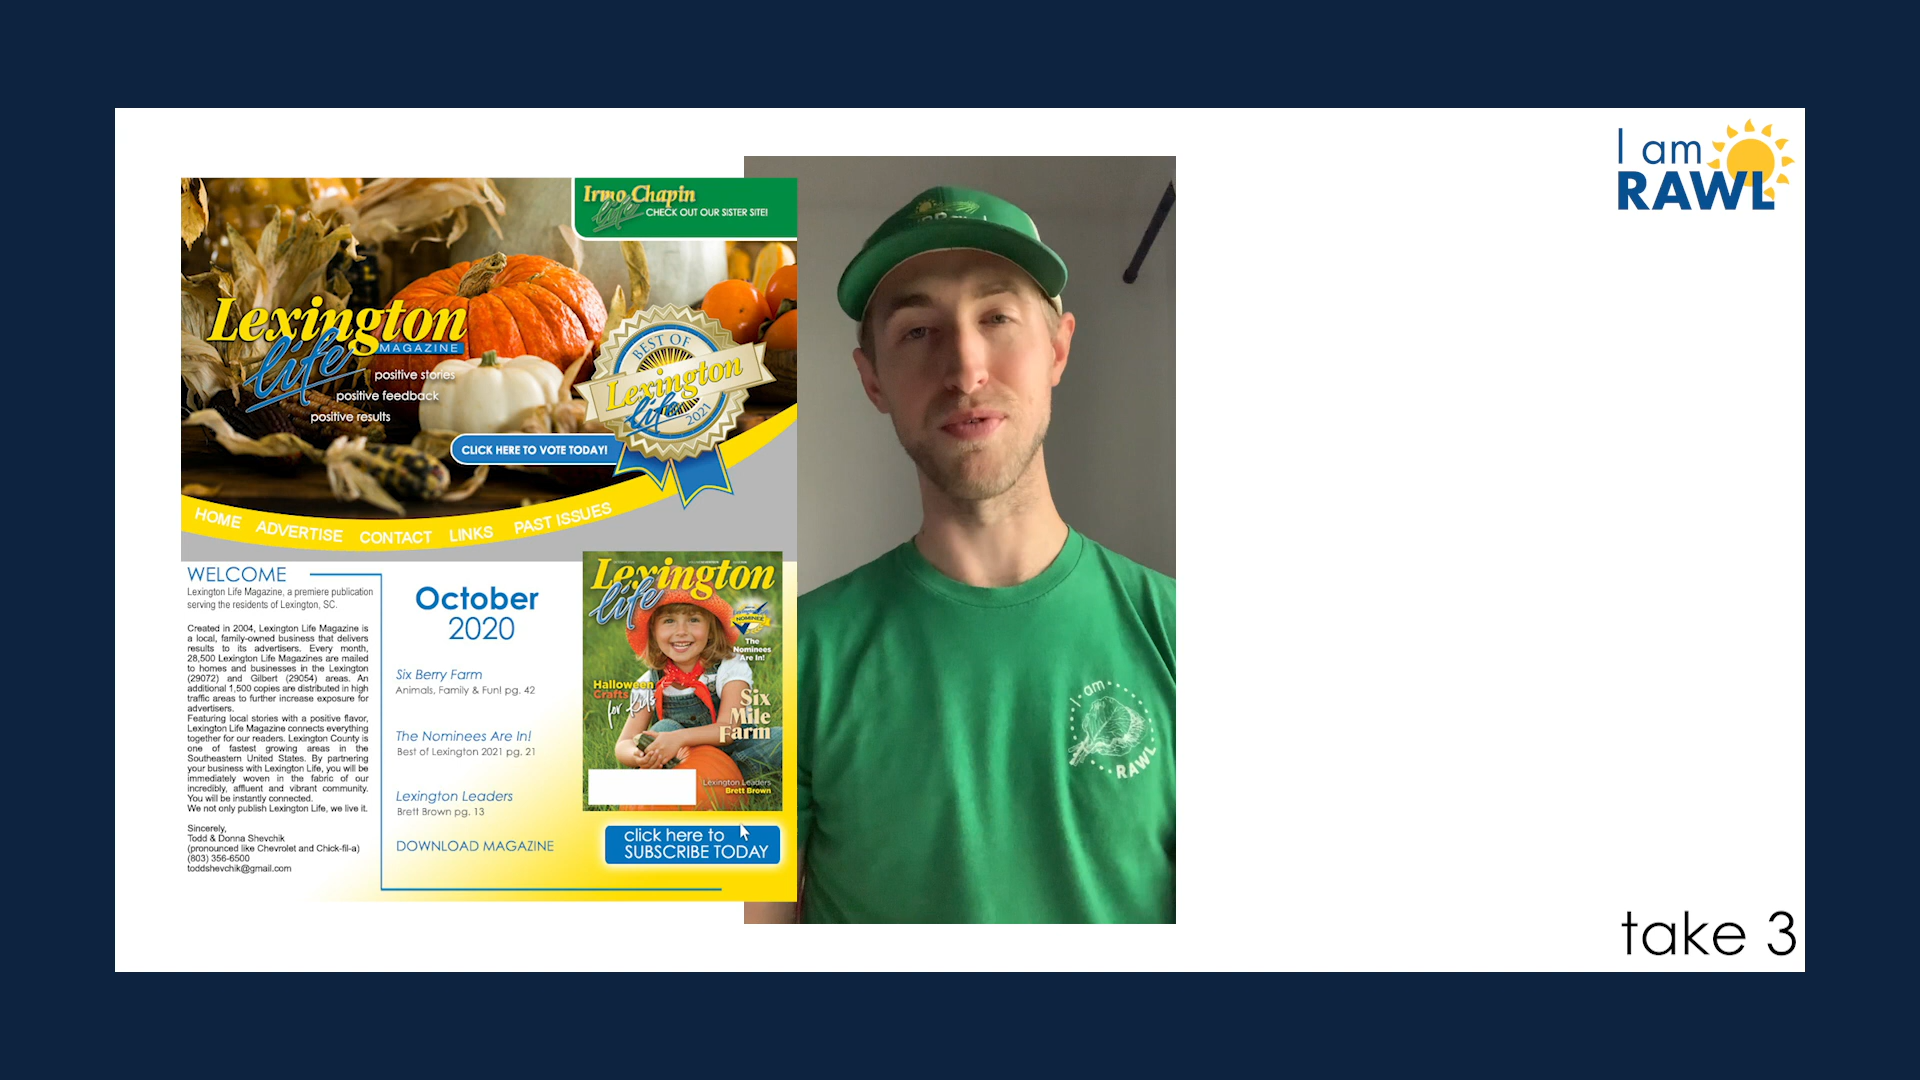 I am
RAWL
Irmo Chapin
life
CHECK OUT OUR SISTER SITE!
Lexington
life
MAGAZINE
positive stories
positive feedback
positive results
BEST OF
Lexington
life
2021
CLICK HERE TO VOTE TODAY!
HOME ADVERTISE CONTACT LINKS PAST ISSUES
WELCOME
Lexington Life Magazine, a premiere publication
serving the residents of Lexington, SC.
Created in 2004, Lexington Life Magazine is
a local, family-owned business that delivers
results to its advertisers. Every month,
28,500 Lexington Life Magazines are mailed
to homes and businesses in the Lexington
(29072) and Gilbert (29054) areas. An
additional 1,500 copies are distributed in high
traffic areas to further increase exposure for
advertisers.
Featuring local stories with a positive flavor,
Lexington Life Magazine connects everything
together for our readers. Lexington County is
one of fastest growing areas in the
Southeastern United States. By partnering
your business with Lexington Life, you will be
immediately woven in the fabric of our
incredibly, affluent and vibrant community.
You will be instantly connected.
We not only publish Lexington Life, we live it.
Sincerely,
Todd & Donna Shevchik
(pronounced like Chevrolet and Chick-fil-a)
(803) 356-6500
toddshevchik@gmail.com
October
2020
Six Berry Farm
Animals, Family & Fun! pg. 42
The Nominees Are In!
Best of Lexington 2021 pg. 21
Lexington Leaders
Brett Brown pg. 13
DOWNLOAD MAGAZINE
Lexington
life
NOMINEE
The
Nominees
Are In!
Halloween
Crafts
for kids
Six
Mile
Farm
Lexington Leaders
Brett Brown
click here to
SUBSCRIBE TODAY
I am
RAWL
take 3